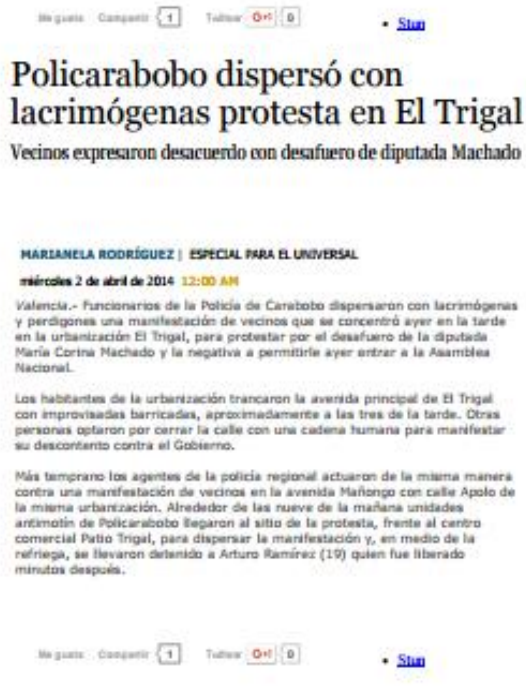 Me gusta Compartir 1 Twittear G+1 0
• Stum
Policarabobo dispersó con
lacrimógenas protesta en El Trigal
Vecinos expresaron desacuerdo con desafuero de diputada Machado
MARIANELA RODRÍGUEZ | ESPECIAL PARA EL UNIVERSAL
miércoles 2 de abril de 2014 12:00 AM
Valencia.- Funcionarios de la Policía de Carabobo dispersaron con lacrimógenas
y perdigones una manifestación de vecinos que se concentró ayer en la tarde
en la urbanización El Trigal, para protestar por el desafuero de la diputada
María Corina Machado y la negativa a permitirle ayer entrar a la Asamblea
Nacional.
Los habitantes de la urbanización trancaron la avenida principal de El Trigal
con improvisadas barricadas, aproximadamente a las tres de la tarde. Otras
personas optaron por cerrar la calle con una cadena humana para manifestar
su descontento contra el Gobierno.
Más temprano los agentes de la policía regional actuaron de la misma manera
contra una manifestación de vecinos en la avenida Mañongo con calle Apolo de
la misma urbanización. Alrededor de las nueve de la mañana unidades
antimotín de Policarabobo llegaron al sitio de la protesta, frente al centro
comercial Patio Trigal, para dispersar la manifestación y, en medio de la
refriega, se llevaron detenido a Arturo Ramírez (19) quien fue liberado
minutos después.
Me gusta Compartir 1 Twittear G+1 0
• Stum